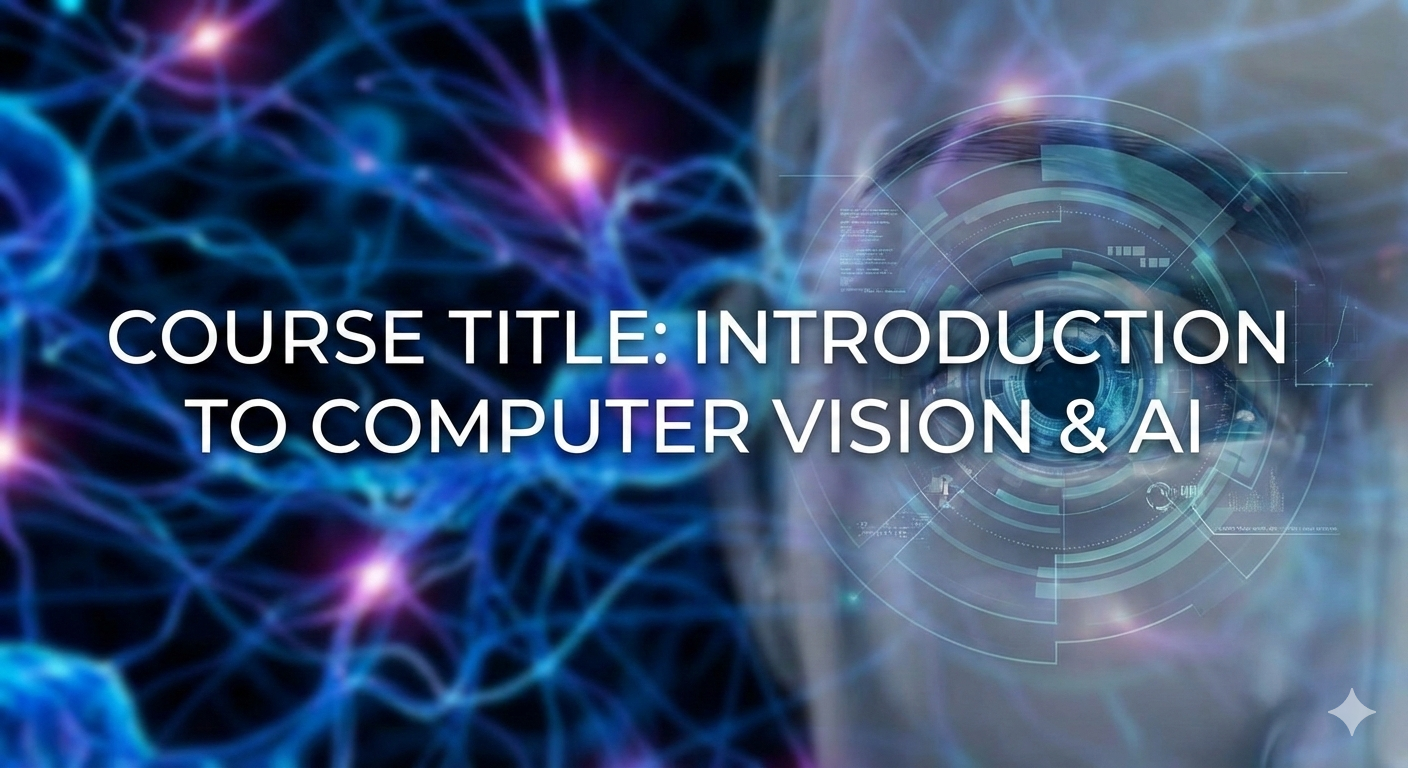 COURSE TITLE: INTRODUCTION
TO COMPUTER VISION & AI